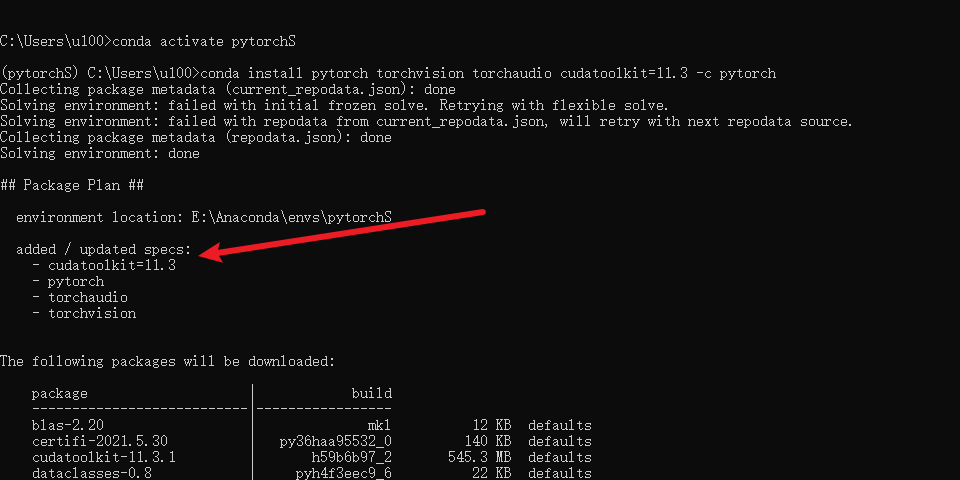 C:\Users\u100>conda activate pytorchS
(pytorchS) C:\Users\u100>conda install pytorch torchvision torchaudio cudatoolkit=11.3 -c pytorch
Collecting package metadata (current_repodata.json): done
Solving environment: failed with initial frozen solve. Retrying with flexible solve.
Solving environment: failed with repodata from current_repodata.json, will retry with next repodata source.
Collecting package metadata (repodata.json): done
Solving environment: done
## Package Plan ##
environment location: E:\Anaconda\envs\pytorchS
added / updated specs:
- cudatoolkit=11.3
- pytorch
- torchaudio
- torchvision
The following packages will be downloaded:
package | build
---------------------------|-----------------
blas-2.20 | mkl 12 KB defaults
certifi-2021.5.30 | py36haa95532_0 140 KB defaults
cudatoolkit-11.3.1 | h59b6b97_2 545.3 MB defaults
dataclasses-0.8 | pyh4f3eec9_6 22 KB defaults